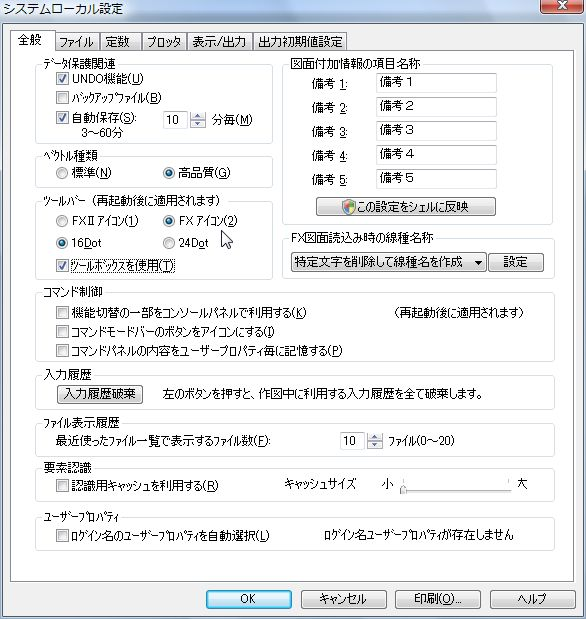 システムローカル設定
全般 ファイル 定数 プロッタ 表示/出力 出力初期値設定
データ保護関連
UNDO機能(U)
バックアップファイル(B)
自動保存(S): 10 分毎(M)
3～60分
ベクトル種類
標準(N) 高品質(G)
ツールバー (再起動後に適用されます)
FXⅡアイコン(1) FXアイコン(2)
16Dot 24Dot
ツールボックスを使用(T)
図面付加情報の項目名称
備考 1: 備考１
備考 2: 備考２
備考 3: 備考３
備考 4: 備考４
備考 5: 備考５
この設定をシェルに反映
FX図面読込み時の線種名称
特定文字を削除して線種名を作成 設定
コマンド制御
機能切替の一部をコンソールパネルで利用する(K) (再起動後に適用されます)
コマンドモードバーのボタンをアイコンにする(I)
コマンドパネルの内容をユーザープロパティ毎に記憶する(P)
入力履歴
入力履歴破棄 左のボタンを押すと、作図中に利用する入力履歴を全て破棄します。
ファイル表示履歴
最近使ったファイル一覧で表示するファイル数(F): 10 ファイル(0～20)
要素認識
認識用キャッシュを利用する(R) キャッシュサイズ 小 大
ユーザープロパティ
ログイン名のユーザープロパティを自動選択(L) ログイン名ユーザープロパティが存在しません
OK キャンセル 印刷(O)... ヘルプ